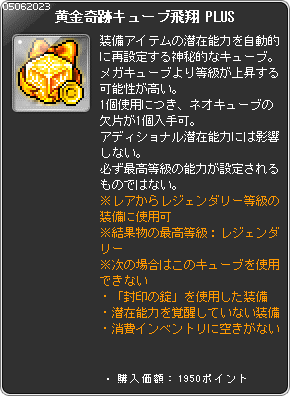 05062023
黄金奇跡キューブ飛翔 PLUS
装備アイテムの潜在能力を自動的
に再設定する神秘的なキューブ。
メガキューブより等級が上昇する
可能性が高い。
1個使用につき、ネオキューブの
欠片が1個入手可。
アディショナル潜在能力には影響
しない。
必ず最高等級の能力が設定される
ものではない。
※レアからレジェンダリー等級の
装備に使用可
※結果物の最高等級：レジェンダ
リー
※次の場合はこのキューブを使用
できない
・「封印の錠」を使用した装備
・潜在能力を覚醒していない装備
・消費インベントリに空きがない
・購入価額：1950ポイント